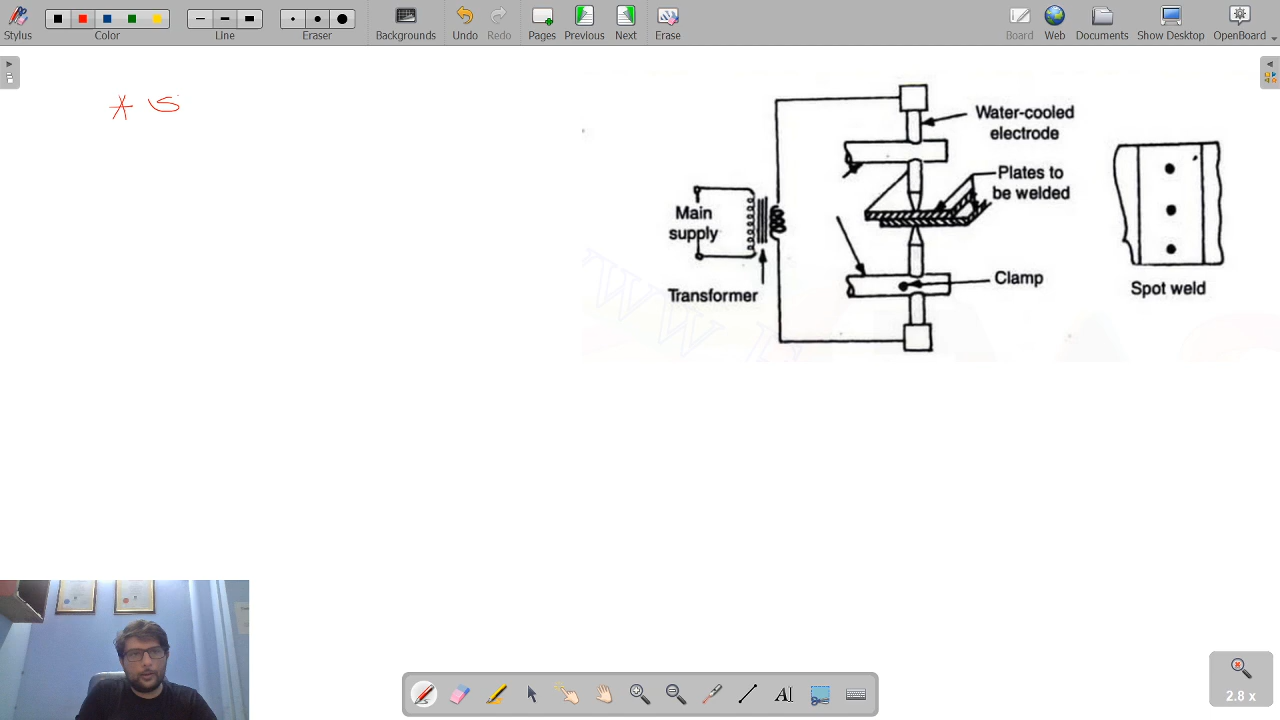 Stylus
Color
Line
Eraser
Backgrounds
Undo
Redo
Pages
Previous
Next
Erase
Board
Web
Documents
Show Desktop
OpenBoard
Water-cooled
electrode
Plates to
be welded
Main
supply
Transformer
Clamp
Spot weld
2.8 x